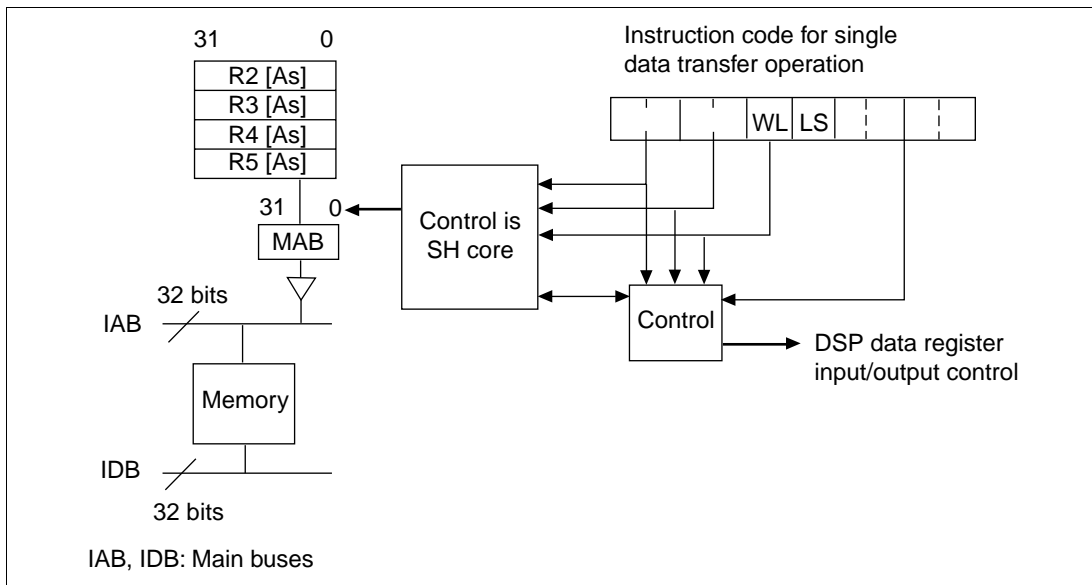 31 0
R2 [As]
R3 [As]
R4 [As]
R5 [As]
31 0
MAB
32 bits
IAB
Memory
IDB
32 bits
IAB, IDB: Main buses
Control is
SH core
Instruction code for single
data transfer operation
WL LS
Control
DSP data register
input/output control